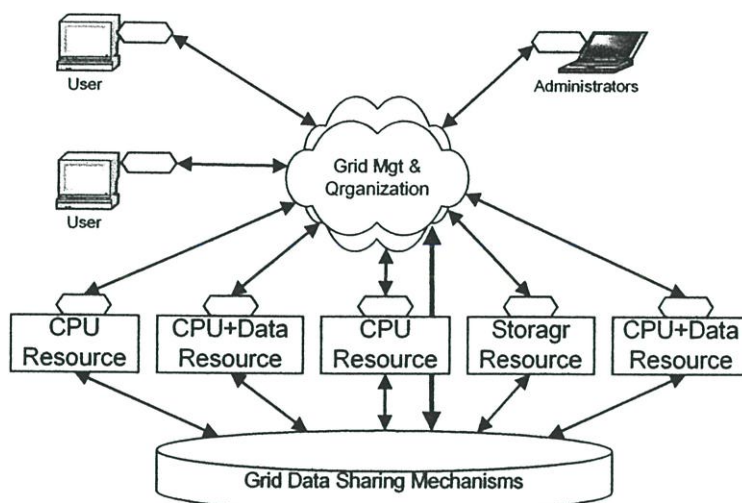 User
Administrators
User
Grid Mgt &
Qrganization
CPU
Resource
CPU+Data
Resource
CPU
Resource
Storagr
Resource
CPU+Data
Resource
Grid Data Sharing Mechanisms